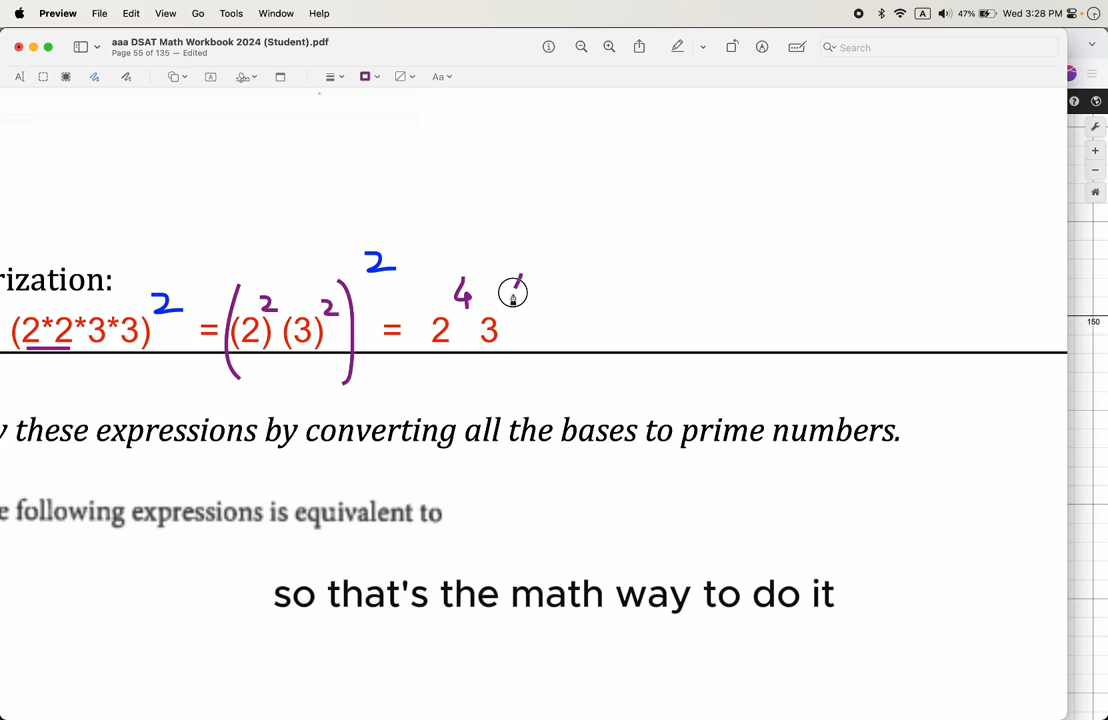 Preview File Edit View Go Tools Window Help A 47% Wed 3:28 PM
aaa DSAT Math Workbook 2024 (Student).pdf
Page 55 of 135 — Edited
Search
Aa
rization:
(2*2*3*3)² = ((2)² (3)²)² = 2⁴ 3
150
y these expressions by converting all the bases to prime numbers.
e following expressions is equivalent to
so that's the math way to do it